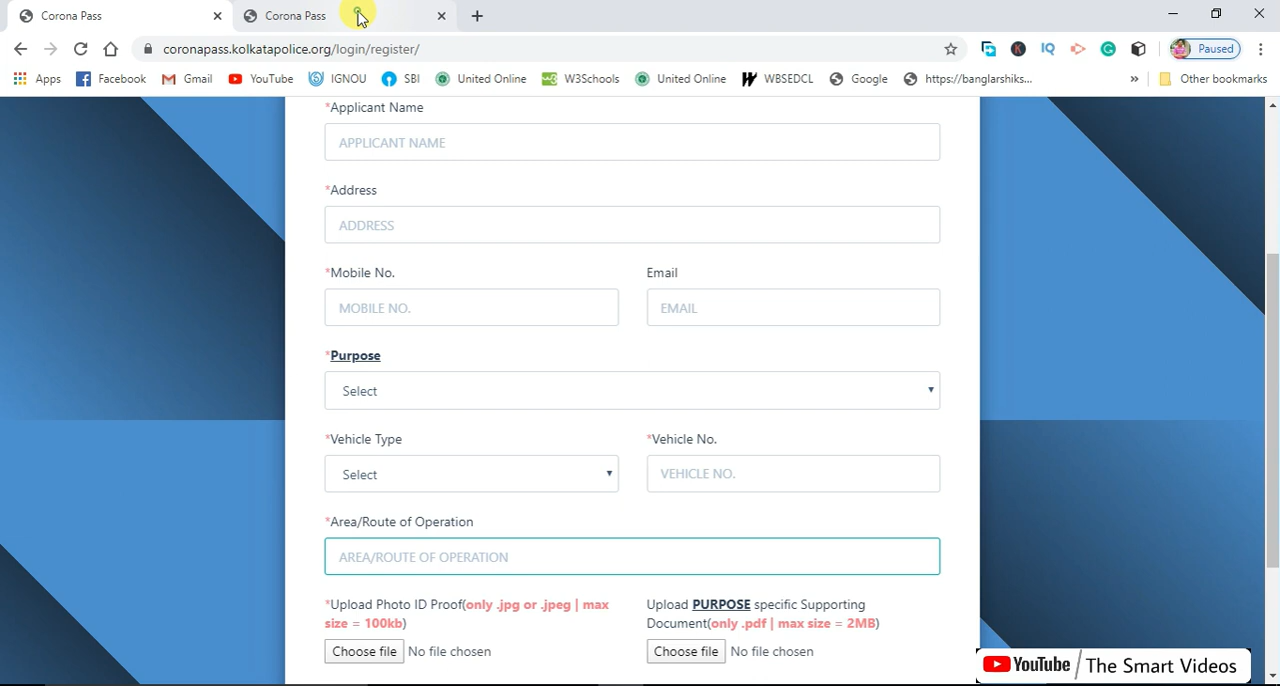 Corona Pass
Corona Pass
coronapass.kolkatapolice.org/login/register/
Paused
Apps Facebook Gmail YouTube IGNOU SBI United Online W3Schools United Online WBSEDCL Google https://banglarshiks... » Other bookmarks
*Applicant Name
APPLICANT NAME
*Address
ADDRESS
*Mobile No. Email
MOBILE NO. EMAIL
*Purpose
Select
*Vehicle Type *Vehicle No.
Select VEHICLE NO.
*Area/Route of Operation
AREA/ROUTE OF OPERATION
*Upload Photo ID Proof(only .jpg or .jpeg | max
size = 100kb)
Upload PURPOSE specific Supporting
Document(only .pdf | max size = 2MB)
Choose file No file chosen Choose file No file chosen
YouTube The Smart Videos